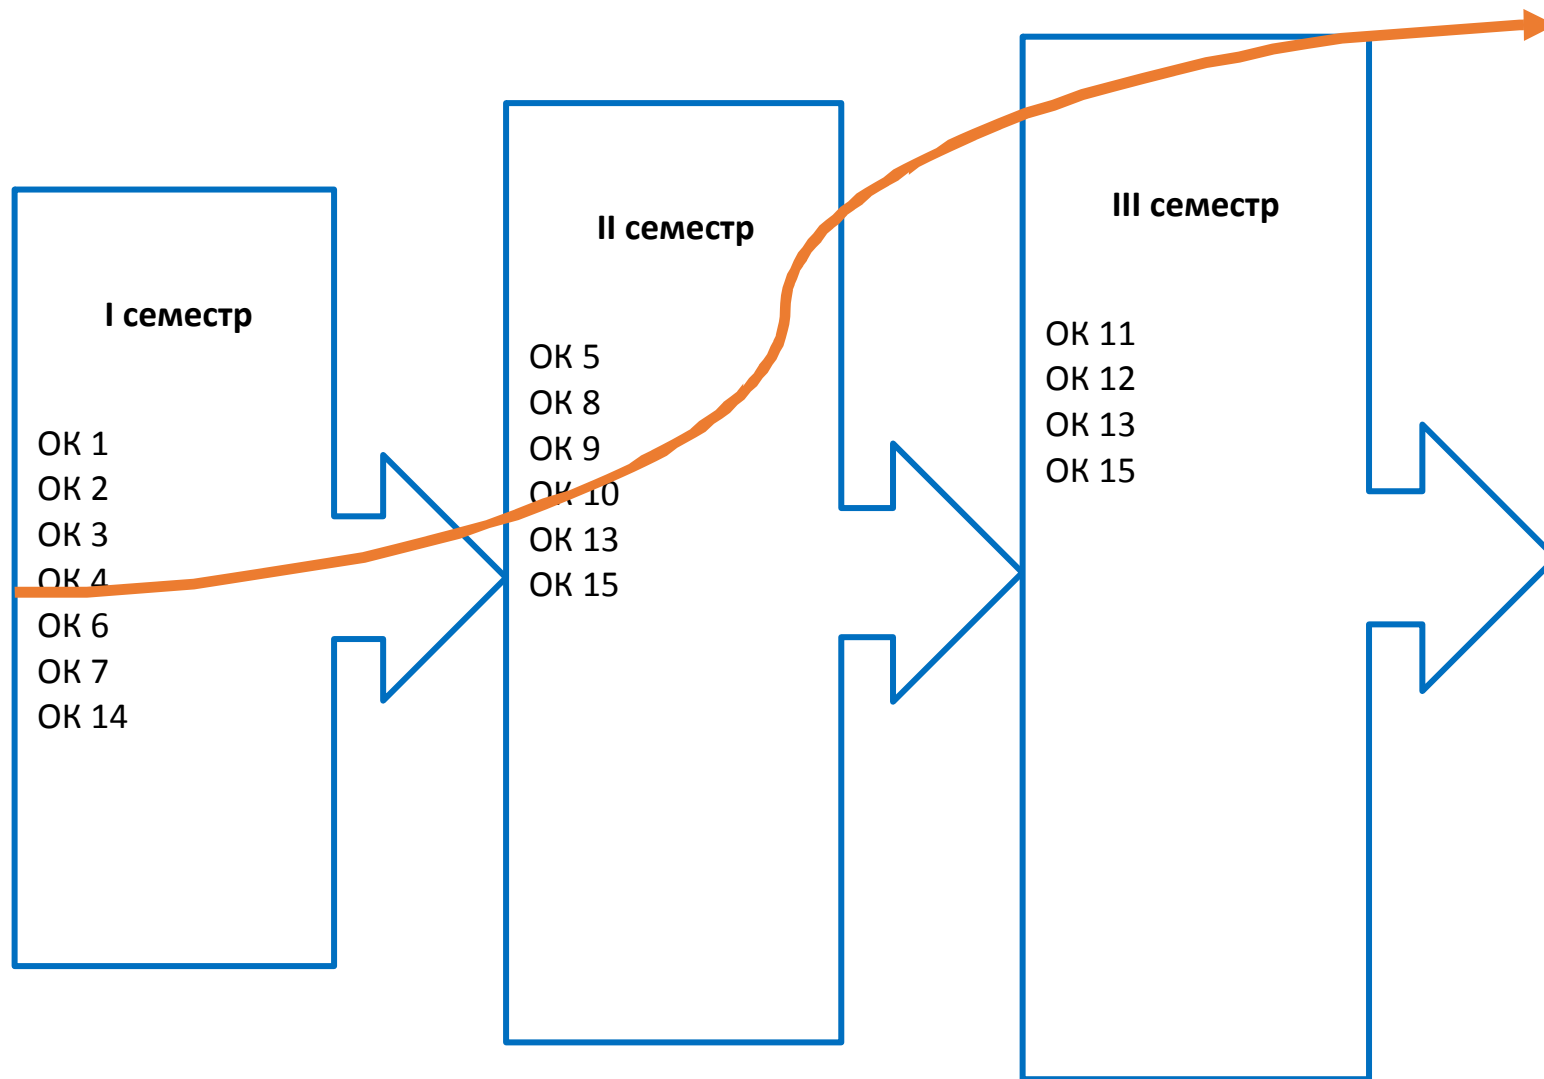 I семестр
ОК 1
ОК 2
ОК 3
ОК 4
ОК 6
ОК 7
ОК 14
II семестр
ОК 5
ОК 8
ОК 9
ОК 10
ОК 13
ОК 15
III семестр
ОК 11
ОК 12
ОК 13
ОК 15